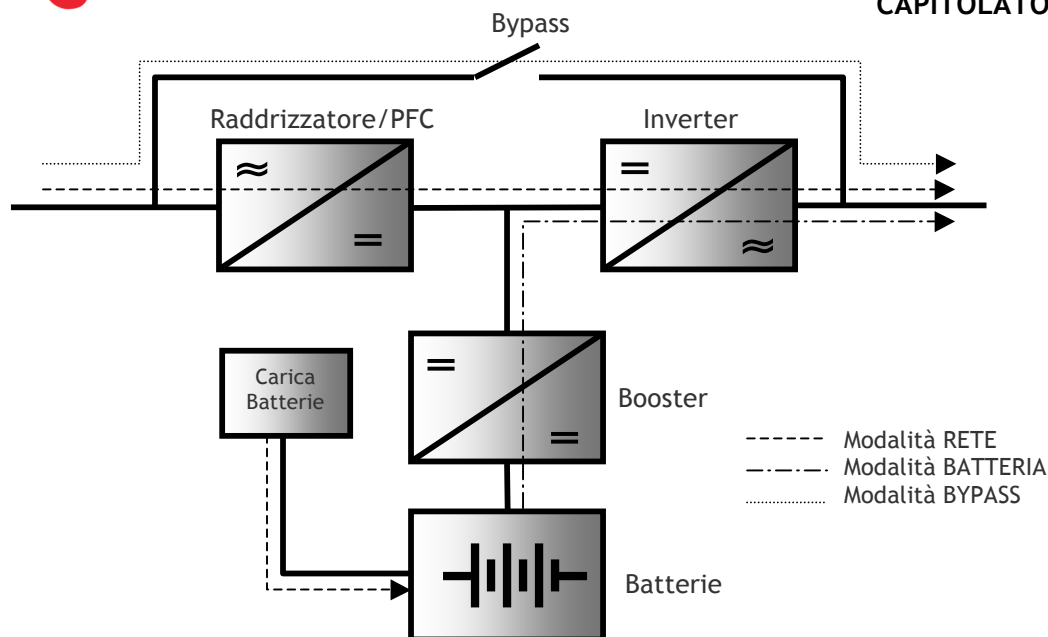 CAPITOLATO
Bypass
Raddrizzatore/PFC
Inverter
Carica
Batterie
Booster
Modalità RETE
Modalità BATTERIA
Modalità BYPASS
Batterie